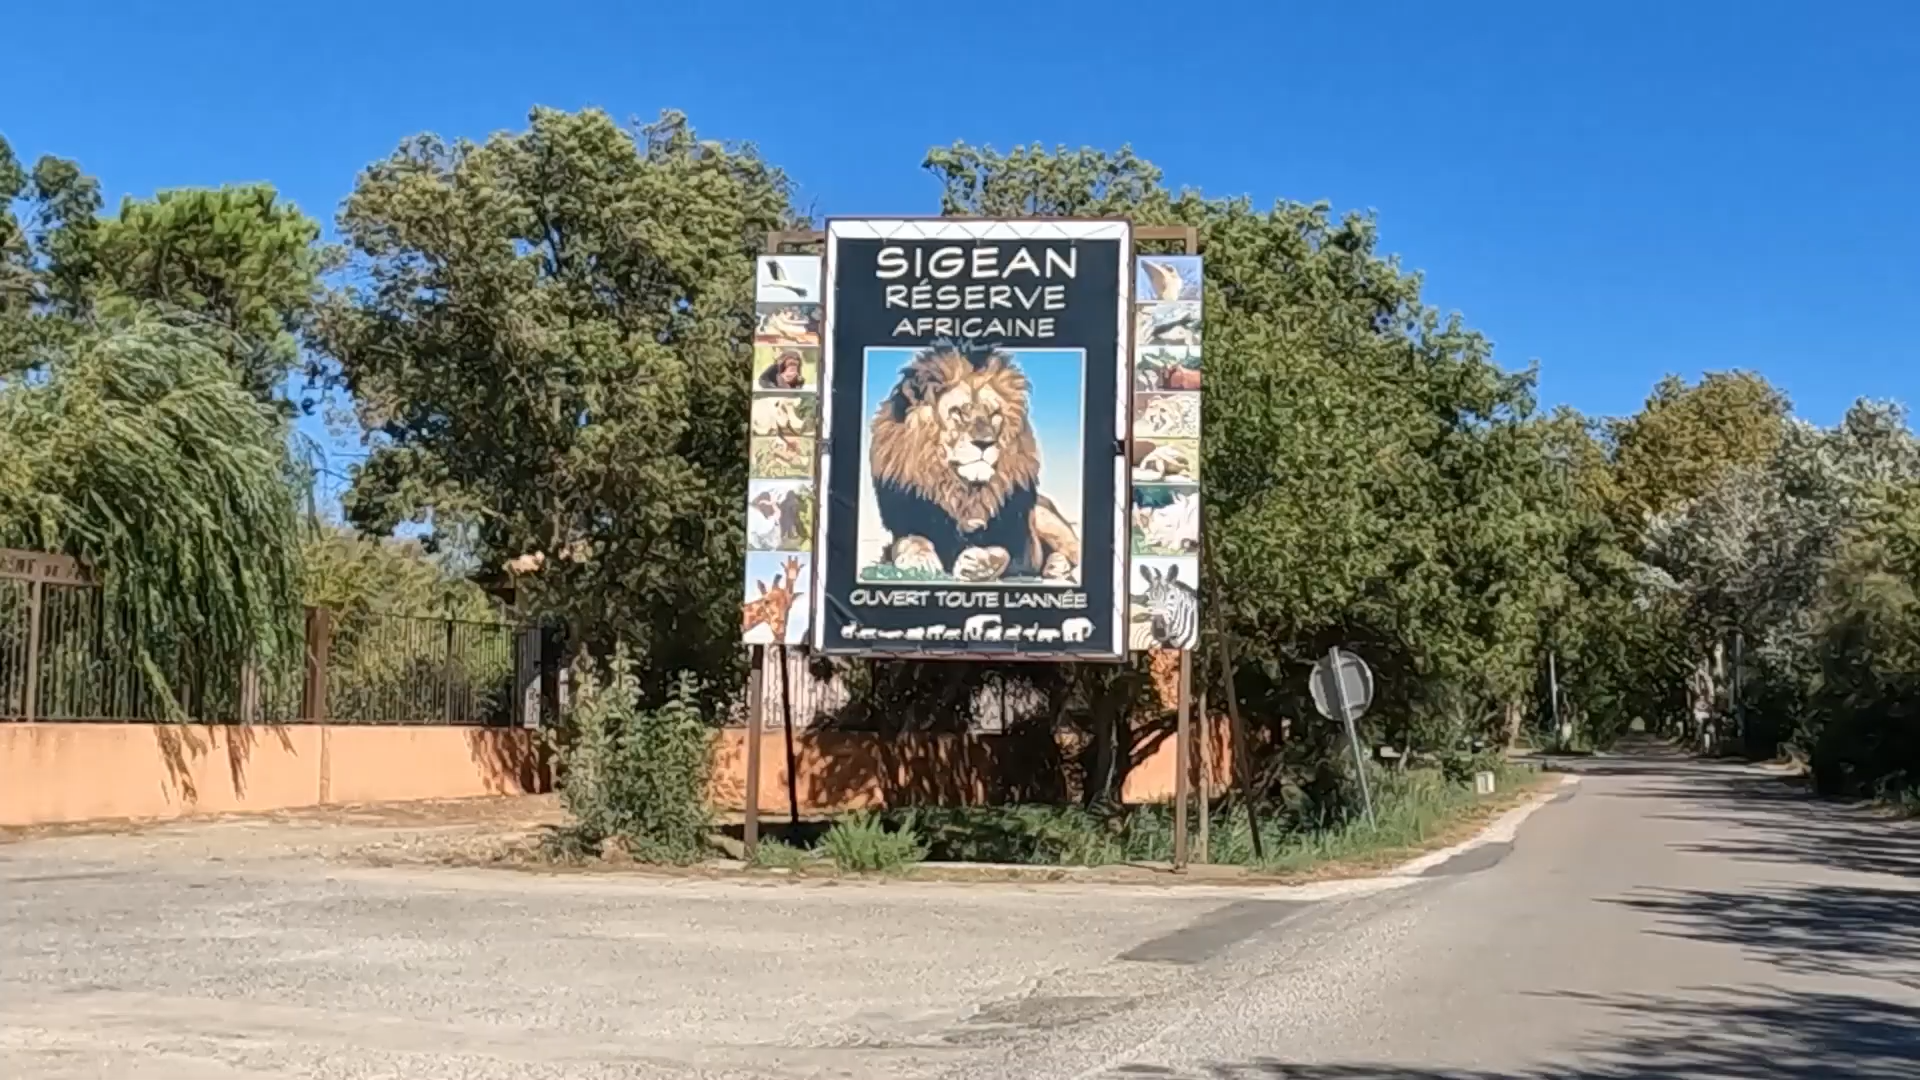 SIGEAN
RÉSERVE
AFRICAINE
OUVERT TOUTE L'ANNÉE